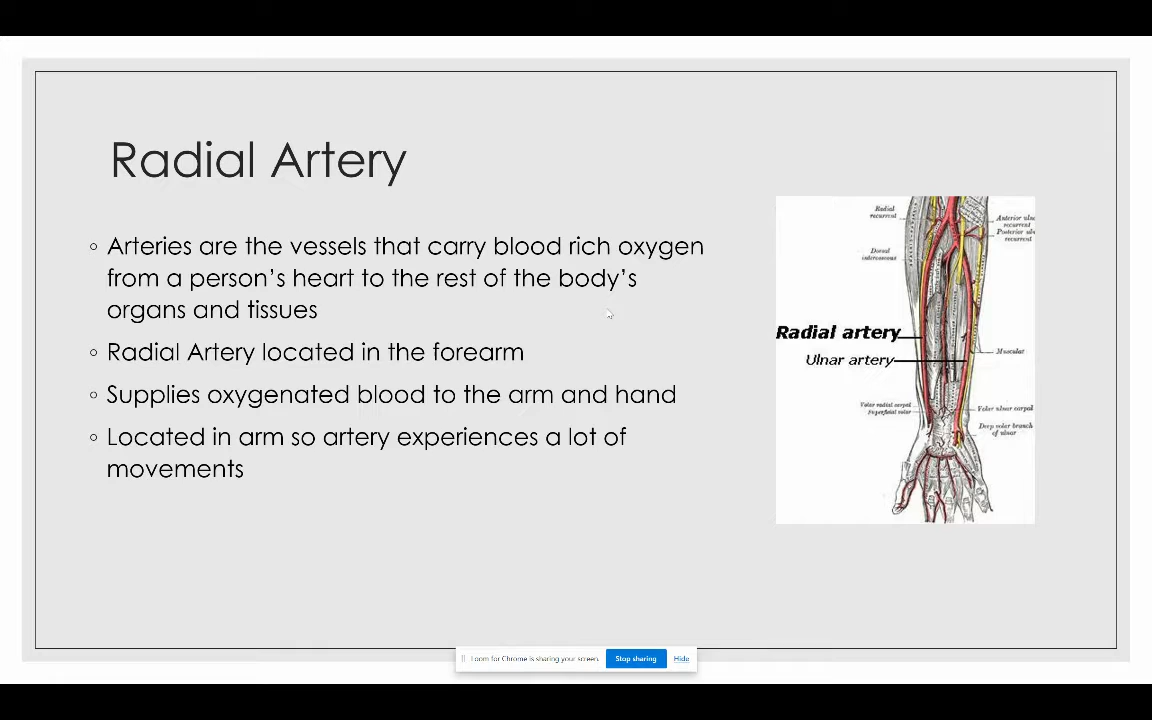 Radial Artery
Arteries are the vessels that carry blood rich oxygen
from a person's heart to the rest of the body's
organs and tissues
Radial Artery located in the forearm
Supplies oxygenated blood to the arm and hand
Located in arm so artery experiences a lot of
movements
Radial
recurrent
Anterior ulna
recurrent
Posterior ulna
recurrent
Dorsal
interosseous
Radial artery
Ulnar artery
Muscular
Volar radial carpal
Superficial volar
Volar ulnar carpal
Deep volar branch
of ulnar
Loom for Chrome is sharing your screen.
Stop sharing
Hide